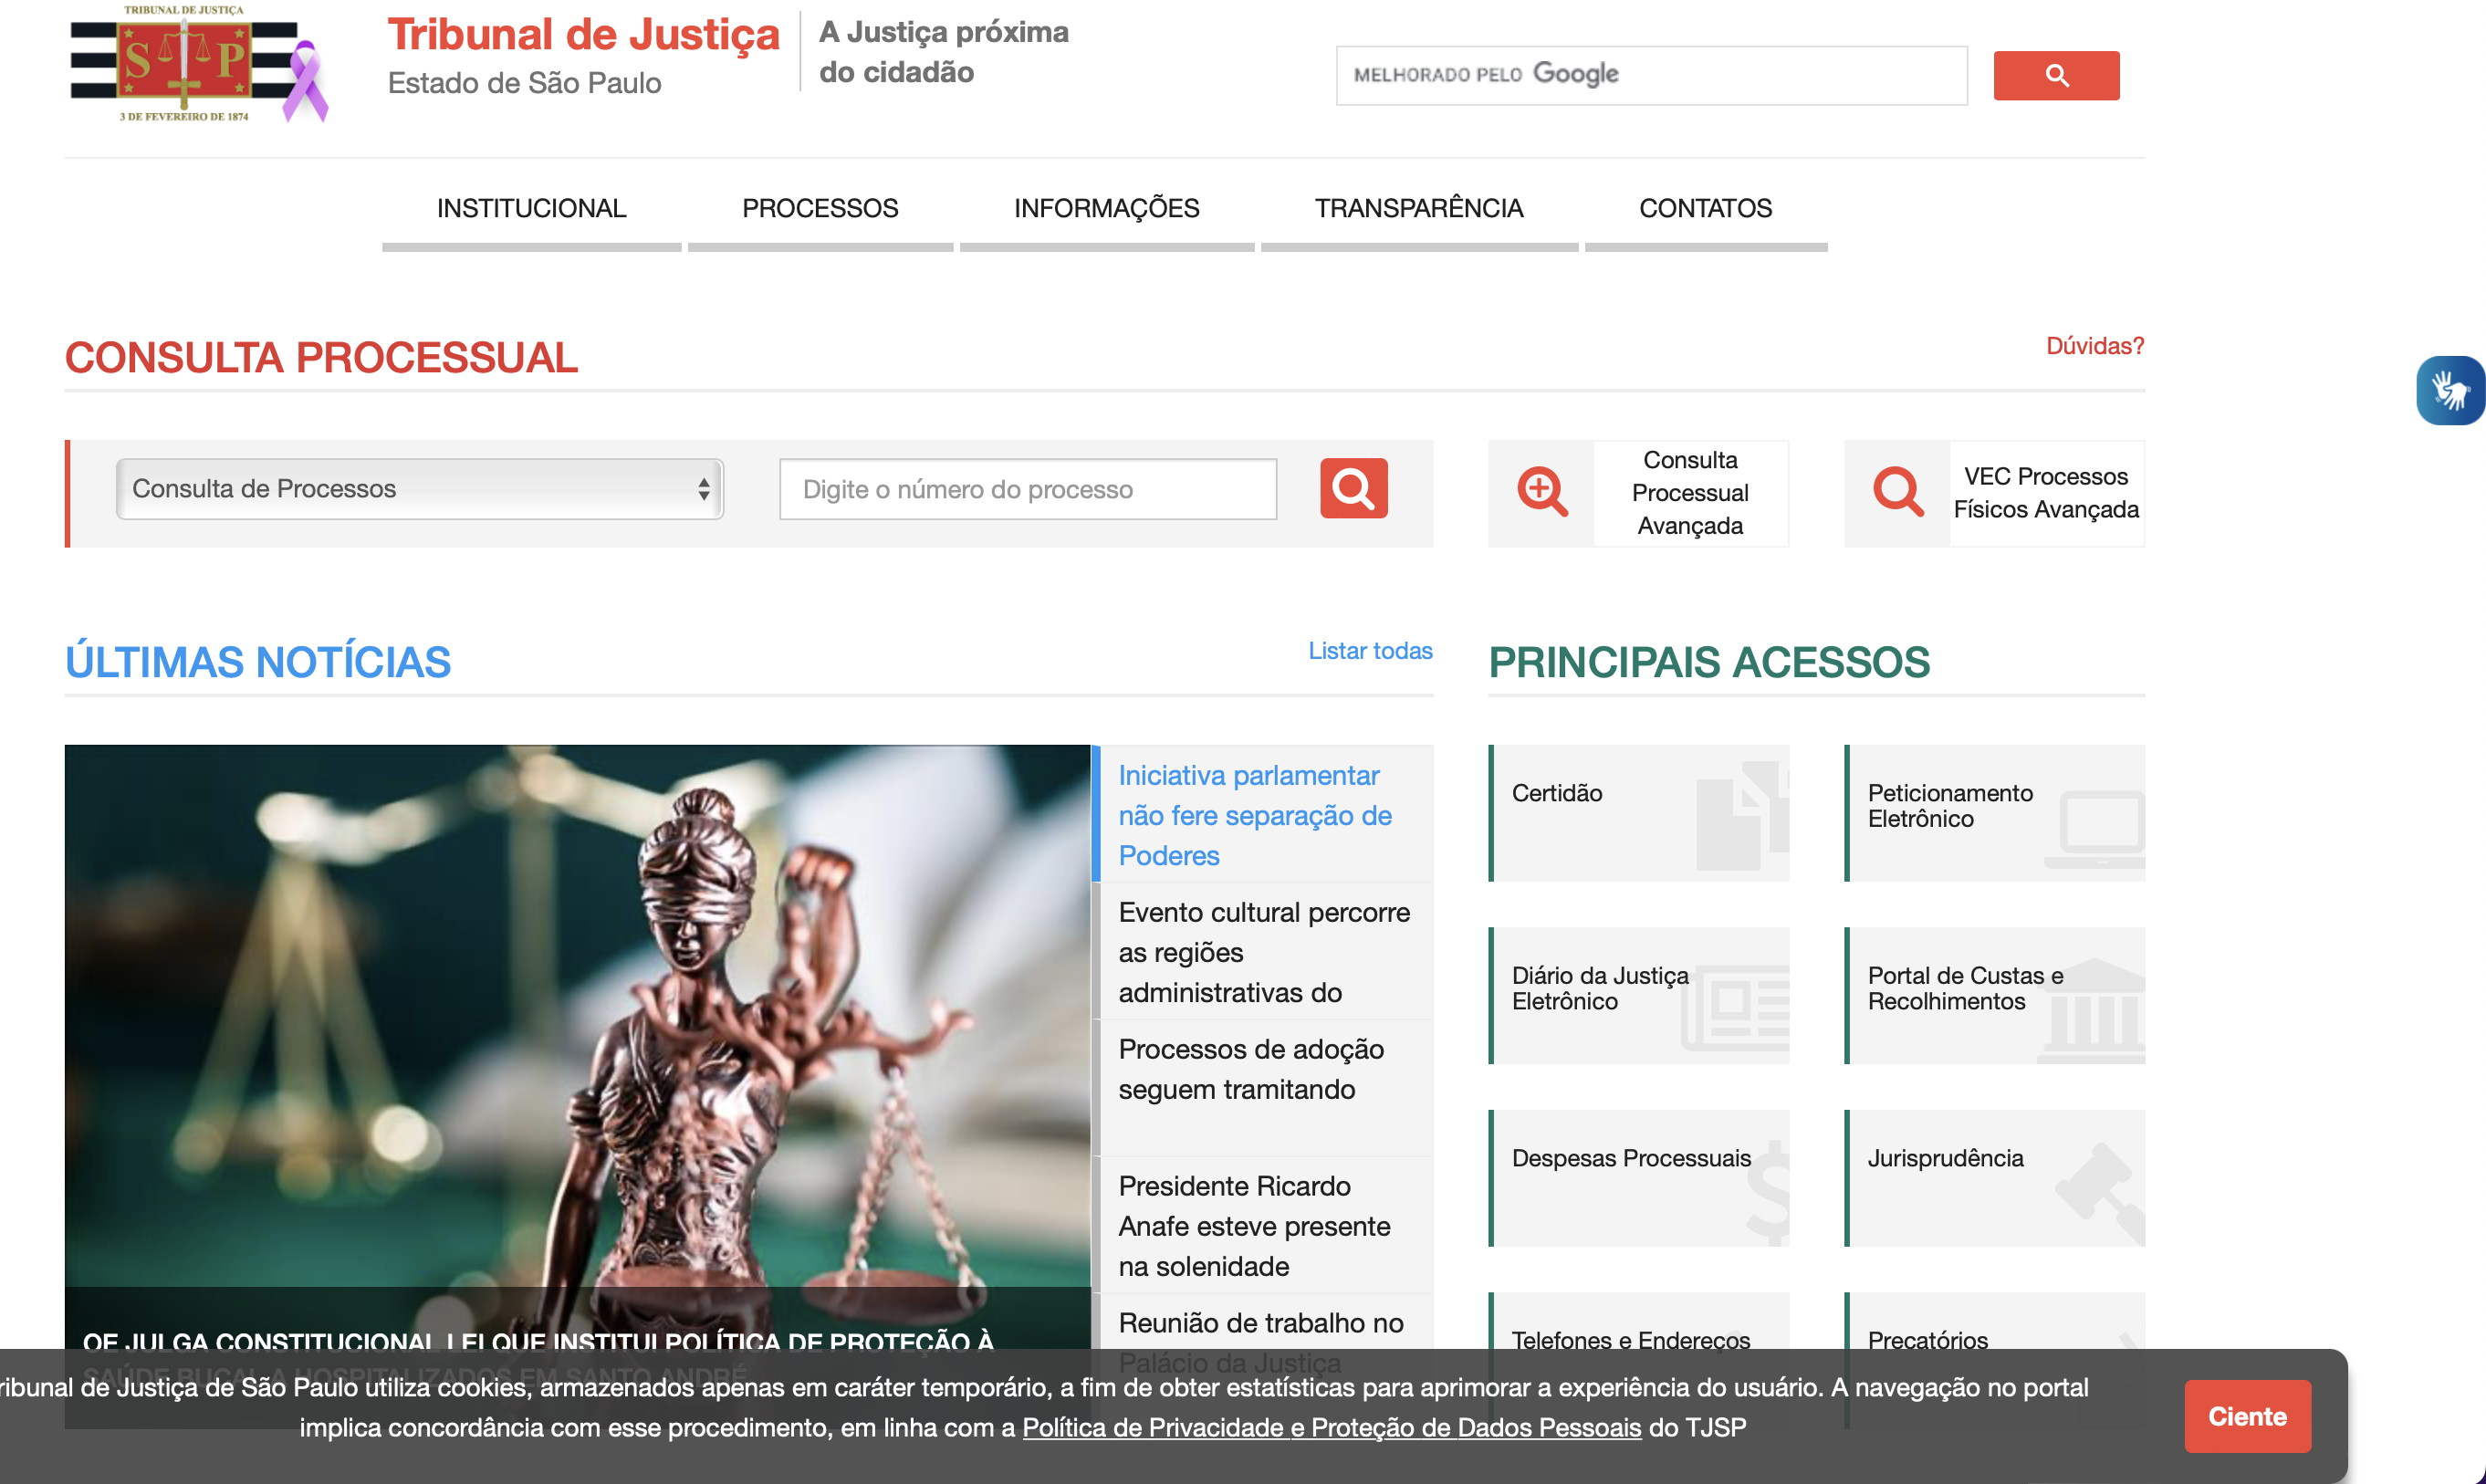 TRIBUNAL DE JUSTIÇA
S P
3 DE FEVEREIRO DE 1874
Tribunal de Justiça
Estado de São Paulo
A Justiça próxima
do cidadão
MELHORADO PELO Google
INSTITUCIONAL
PROCESSOS
INFORMAÇÕES
TRANSPARÊNCIA
CONTATOS
CONSULTA PROCESSUAL
Dúvidas?
Consulta de Processos
Digite o número do processo
Consulta
Processual
Avançada
VEC Processos
Físicos Avançada
ÚLTIMAS NOTÍCIAS
Listar todas
OE JULGA CONSTITUCIONAL LEI QUE INSTITUI POLÍTICA DE PROTEÇÃO À
SAÚDE BUCAL A HOSPITALIZADOS EM SANTO ANDRÉ
Iniciativa parlamentar
não fere separação de
Poderes
Evento cultural percorre
as regiões
administrativas do
Processos de adoção
seguem tramitando
Presidente Ricardo
Anafe esteve presente
na solenidade
Reunião de trabalho no
Palácio da Justiça
PRINCIPAIS ACESSOS
Certidão
Peticionamento
Eletrônico
Diário da Justiça
Eletrônico
Portal de Custas e
Recolhimentos
Despesas Processuais
Jurisprudência
Telefones e Endereços
Precatórios
ribunal de Justiça de São Paulo utiliza cookies, armazenados apenas em caráter temporário, a fim de obter estatísticas para aprimorar a experiência do usuário. A navegação no portal
implica concordância com esse procedimento, em linha com a Política de Privacidade e Proteção de Dados Pessoais do TJSP
Ciente